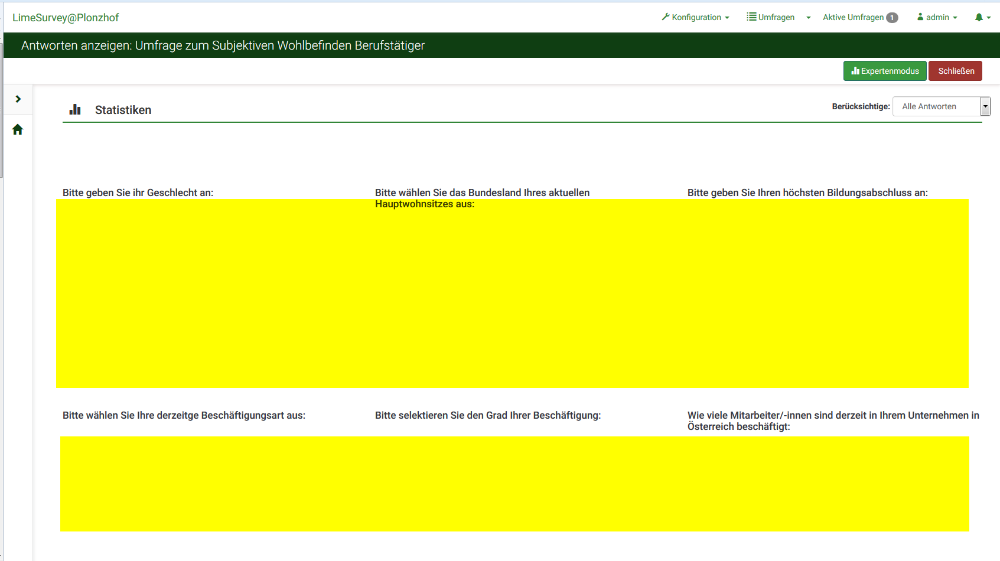 LimeSurvey@Plonzhof
Konfiguration
Umfragen
Aktive Umfragen 1
admin
Antworten anzeigen: Umfrage zum Subjektiven Wohlbefinden Berufstätiger
Expertenmodus
Schließen
Statistiken
Berücksichtige:
Alle Antworten
Bitte geben Sie ihr Geschlecht an:
Bitte wählen Sie das Bundesland Ihres aktuellen
Hauptwohnsitzes aus:
Bitte geben Sie Ihren höchsten Bildungsabschluss an:
Bitte wählen Sie Ihre derzeitge Beschäftigungsart aus:
Bitte selektieren Sie den Grad Ihrer Beschäftigung:
Wie viele Mitarbeiter/-innen sind derzeit in Ihrem Unternehmen in
Österreich beschäftigt: